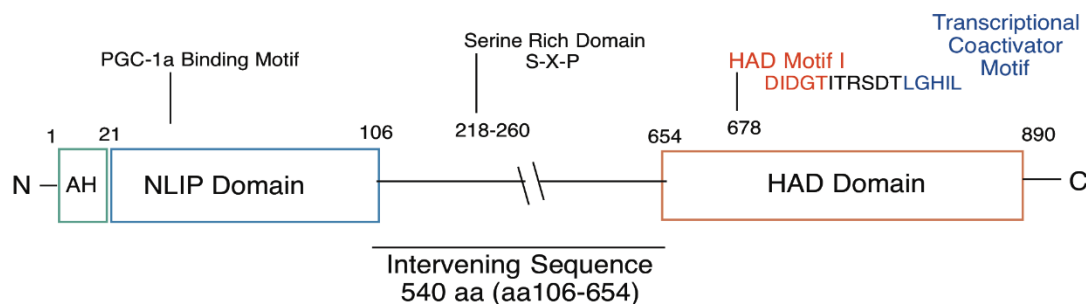 Transcriptional
Coactivator
Motif
PGC-1a Binding Motif
Serine Rich Domain
S-X-P
HAD Motif I
DIDGTITRSDTLGHIL
1
21
106
218-260
654
678
890
N
AH
NLIP Domain
HAD Domain
C
Intervening Sequence
540 aa (aa106-654)